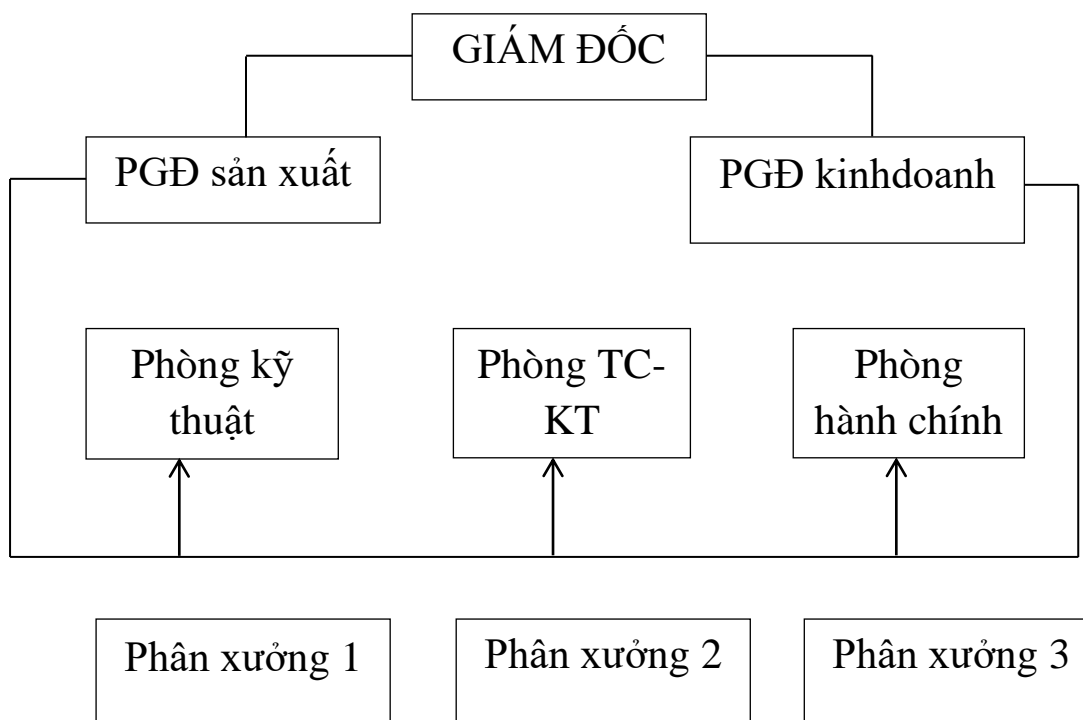 GIÁM ĐỐC
PGĐ sản xuất
PGĐ kinhdoanh
Phòng kỹ
thuật
Phòng TC-
KT
Phòng
hành chính
Phân xưởng 1
Phân xưởng 2
Phân xưởng 3